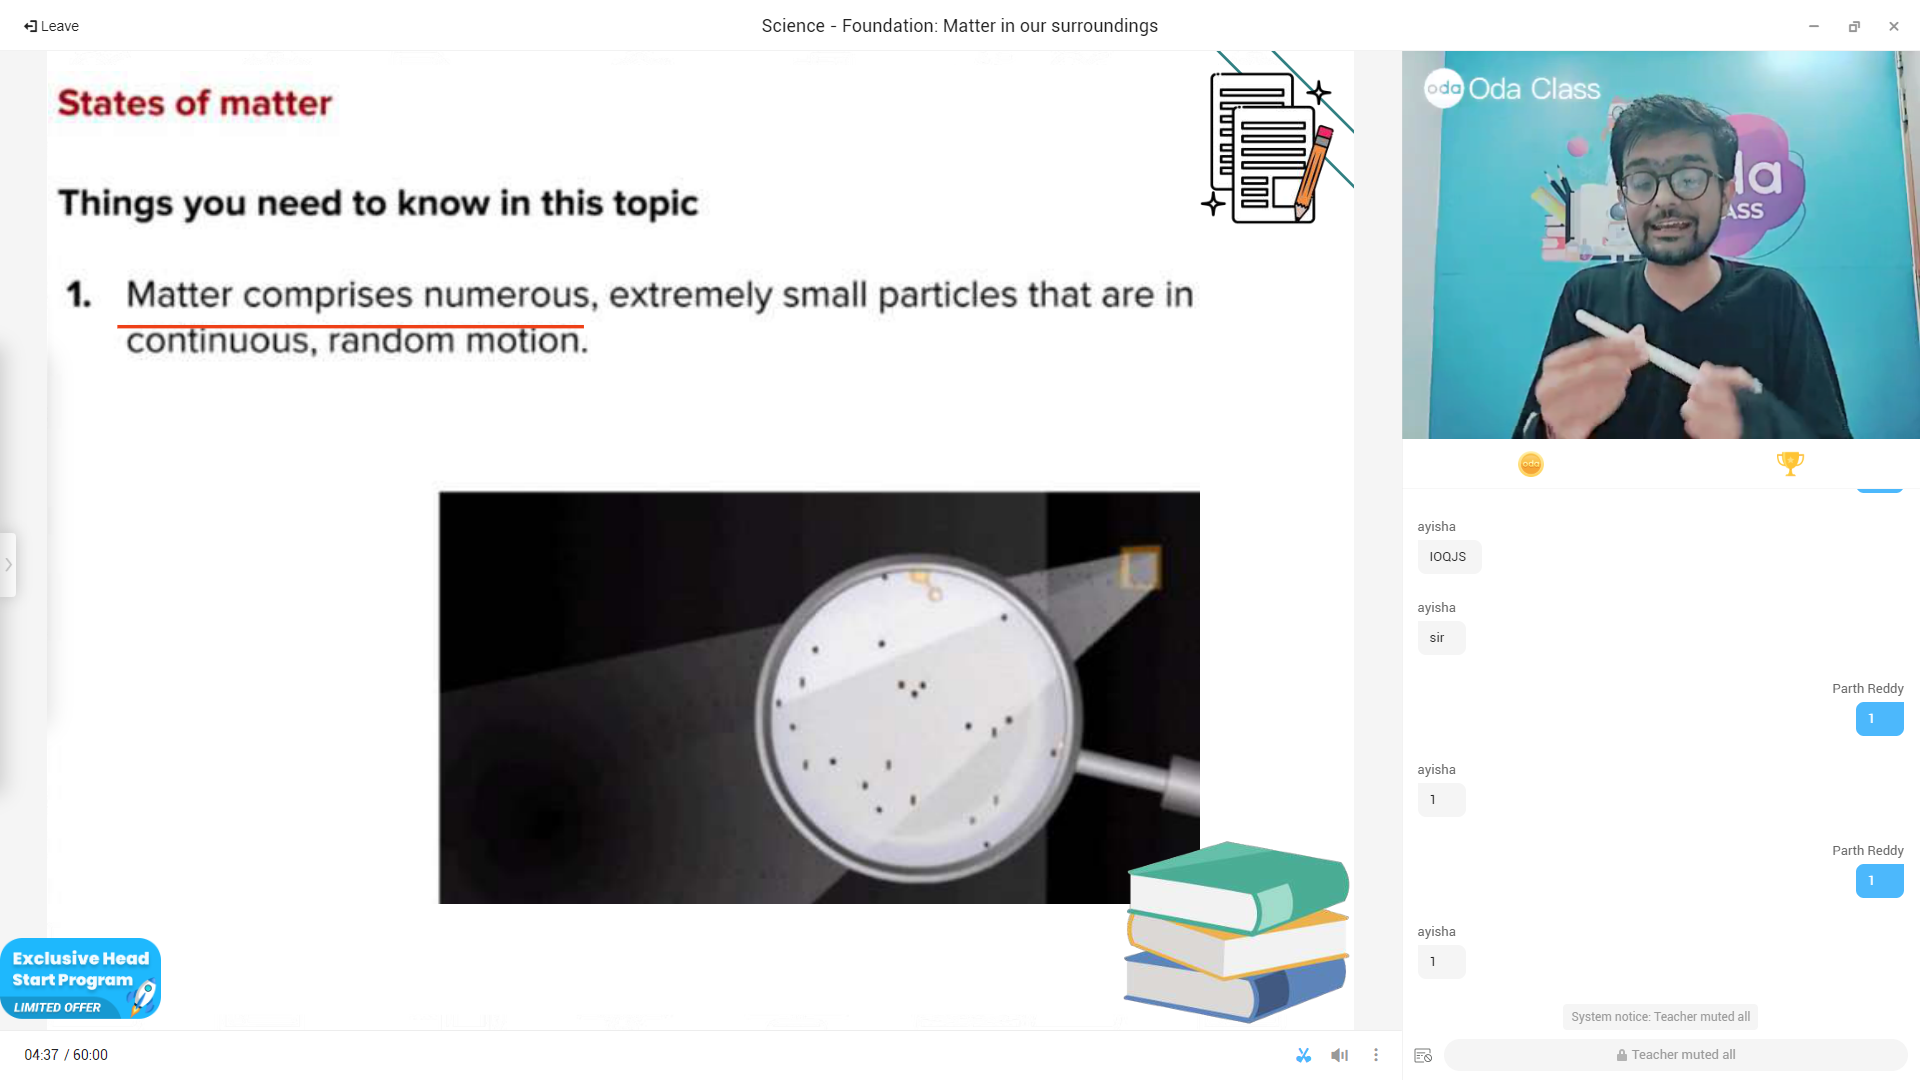 Leave
Science - Foundation: Matter in our surroundings
States of matter
Things you need to know in this topic
1. Matter comprises numerous, extremely small particles that are in
continuous, random motion.
Exclusive Head
Start Program
LIMITED OFFER
04:37 / 60:00
oda Oda Class
da
ASS
oda
ayisha
IOQJS
ayisha
sir
Parth Reddy
1
ayisha
1
Parth Reddy
1
ayisha
1
System notice: Teacher muted all
Teacher muted all